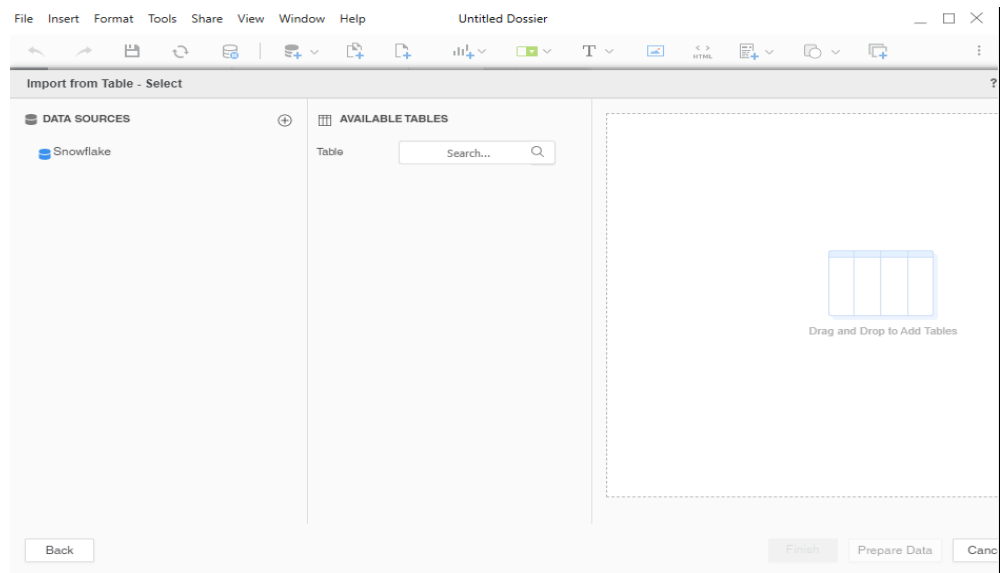 File Insert Format Tools Share View Window Help Untitled Dossier
T HTML
Import from Table - Select ?
DATA SOURCES
Snowflake
AVAILABLE TABLES
Table Search...
Drag and Drop to Add Tables
Back Finish Prepare Data Canc